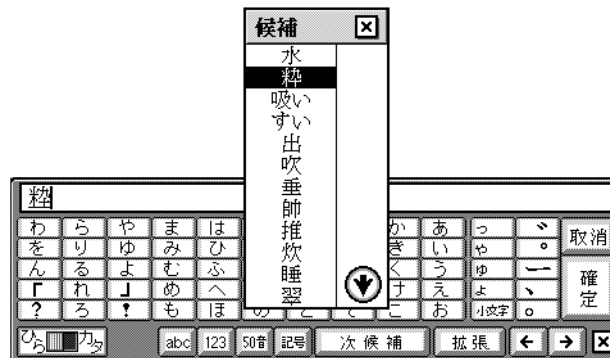 候補
水
粋
吸い
すい
出
吹
垂
帥
推
炊
睡
翠
粋
わ ら や ま は か あ っ ゛
を り ゆ み ひ き い ゃ ゜
ん る よ む ふ く う ゅ ー
「 れ 」 め へ け え ょ 、
? ろ ! も ほ の と そ こ お 小文字 。
取消
確定
ひら カタ abc 123 50音 記号 次候補 拡張 ← →